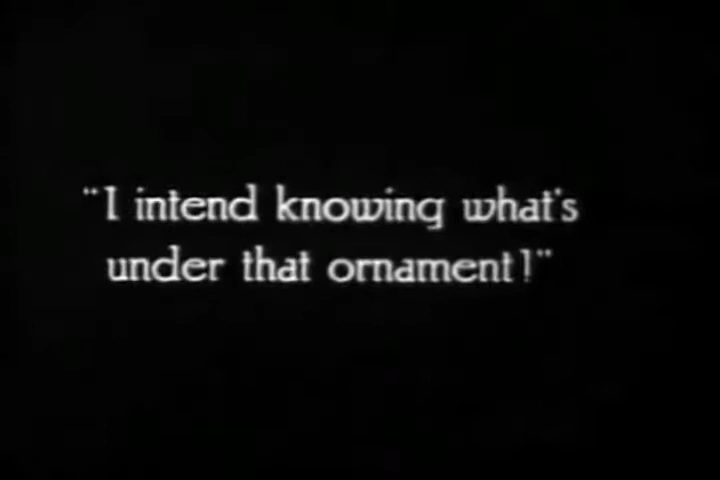 "I intend knowing what's
under that ornament!"